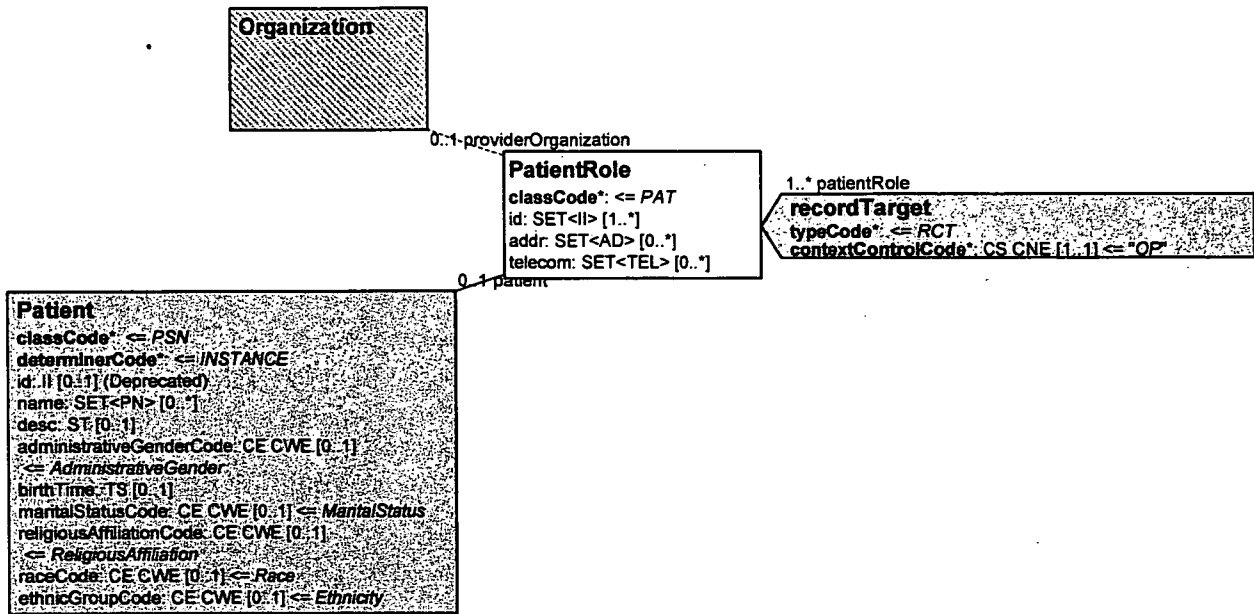 Organization
0..1 providerOrganization
PatientRole
classCode*: <= PAT
id: SET<II> [1..*]
addr: SET<AD> [0..*]
telecom: SET<TEL> [0..*]
1..* patientRole
recordTarget
typeCode*: <= RCT
contextControlCode*: CS CNE [1..1] <= "OP"
0..1 patient
Patient
classCode*: <= PSN
determinerCode*: <= INSTANCE
id: II [0..1] (Deprecated)
name: SET<PN> [0..*]
desc: ST [0..1]
administrativeGenderCode: CE CWE [0..1]
<= AdministrativeGender
birthTime: TS [0..1]
maritalStatusCode: CE CWE [0..1] <= MaritalStatus
religiousAffiliationCode: CE CWE [0..1]
<= ReligiousAffiliation
raceCode: CE CWE [0..1] <= Race
ethnicGroupCode: CE CWE [0..1] <= Ethnicity